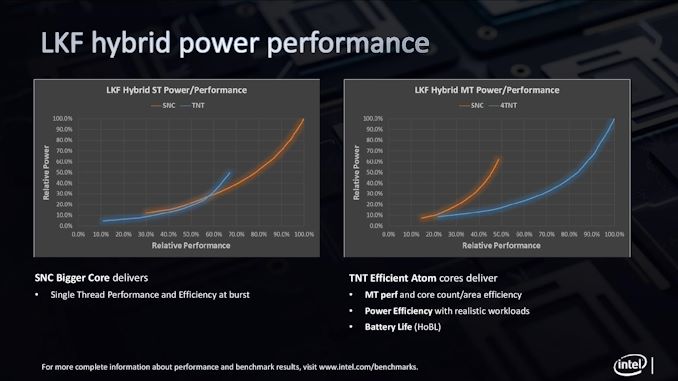 LKF hybrid power performance
LKF Hybrid ST Power/Performance
SNC TNT
Relative Power
100.0%
90.0%
80.0%
70.0%
60.0%
50.0%
40.0%
30.0%
20.0%
10.0%
0.0%
0.0% 10.0% 20.0% 30.0% 40.0% 50.0% 60.0% 70.0% 80.0% 90.0% 100.0%
Relative Performance
LKF Hybrid MT Power/Performance
SNC 4TNT
Relative Power
100.0%
90.0%
80.0%
70.0%
60.0%
50.0%
40.0%
30.0%
20.0%
10.0%
0.0%
0.0% 10.0% 20.0% 30.0% 40.0% 50.0% 60.0% 70.0% 80.0% 90.0% 100.0%
Relative Performance
SNC Bigger Core delivers
• Single Thread Performance and Efficiency at burst
TNT Efficient Atom cores deliver
• MT perf and core count/area efficiency
• Power Efficiency with realistic workloads
• Battery Life (HoBL)
For more complete information about performance and benchmark results, visit www.intel.com/benchmarks.
intel